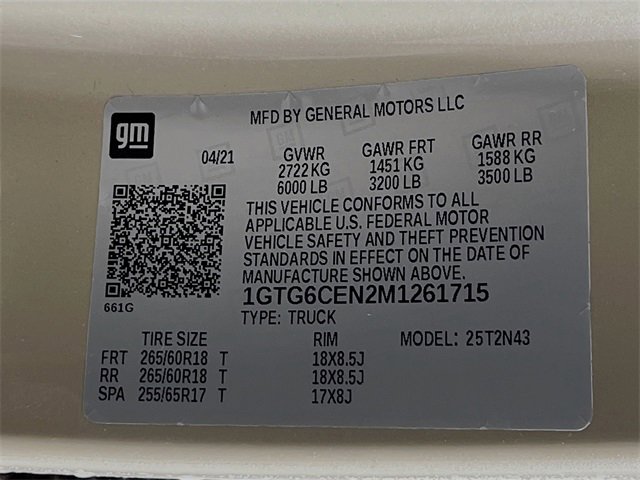 MFD BY GENERAL MOTORS LLC
gm
04/21 GVWR GAWR FRT GAWR RR
2722 KG 1451 KG 1588 KG
6000 LB 3200 LB 3500 LB
THIS VEHICLE CONFORMS TO ALL
APPLICABLE U.S. FEDERAL MOTOR
VEHICLE SAFETY AND THEFT PREVENTION
STANDARDS IN EFFECT ON THE DATE OF
MANUFACTURE SHOWN ABOVE.
661G
1GTG6CEN2M1261715
TYPE: TRUCK
TIRE SIZE RIM MODEL: 25T2N43
FRT 265/60R18 T 18X8.5J
RR 265/60R18 T 18X8.5J
SPA 255/65R17 T 17X8J